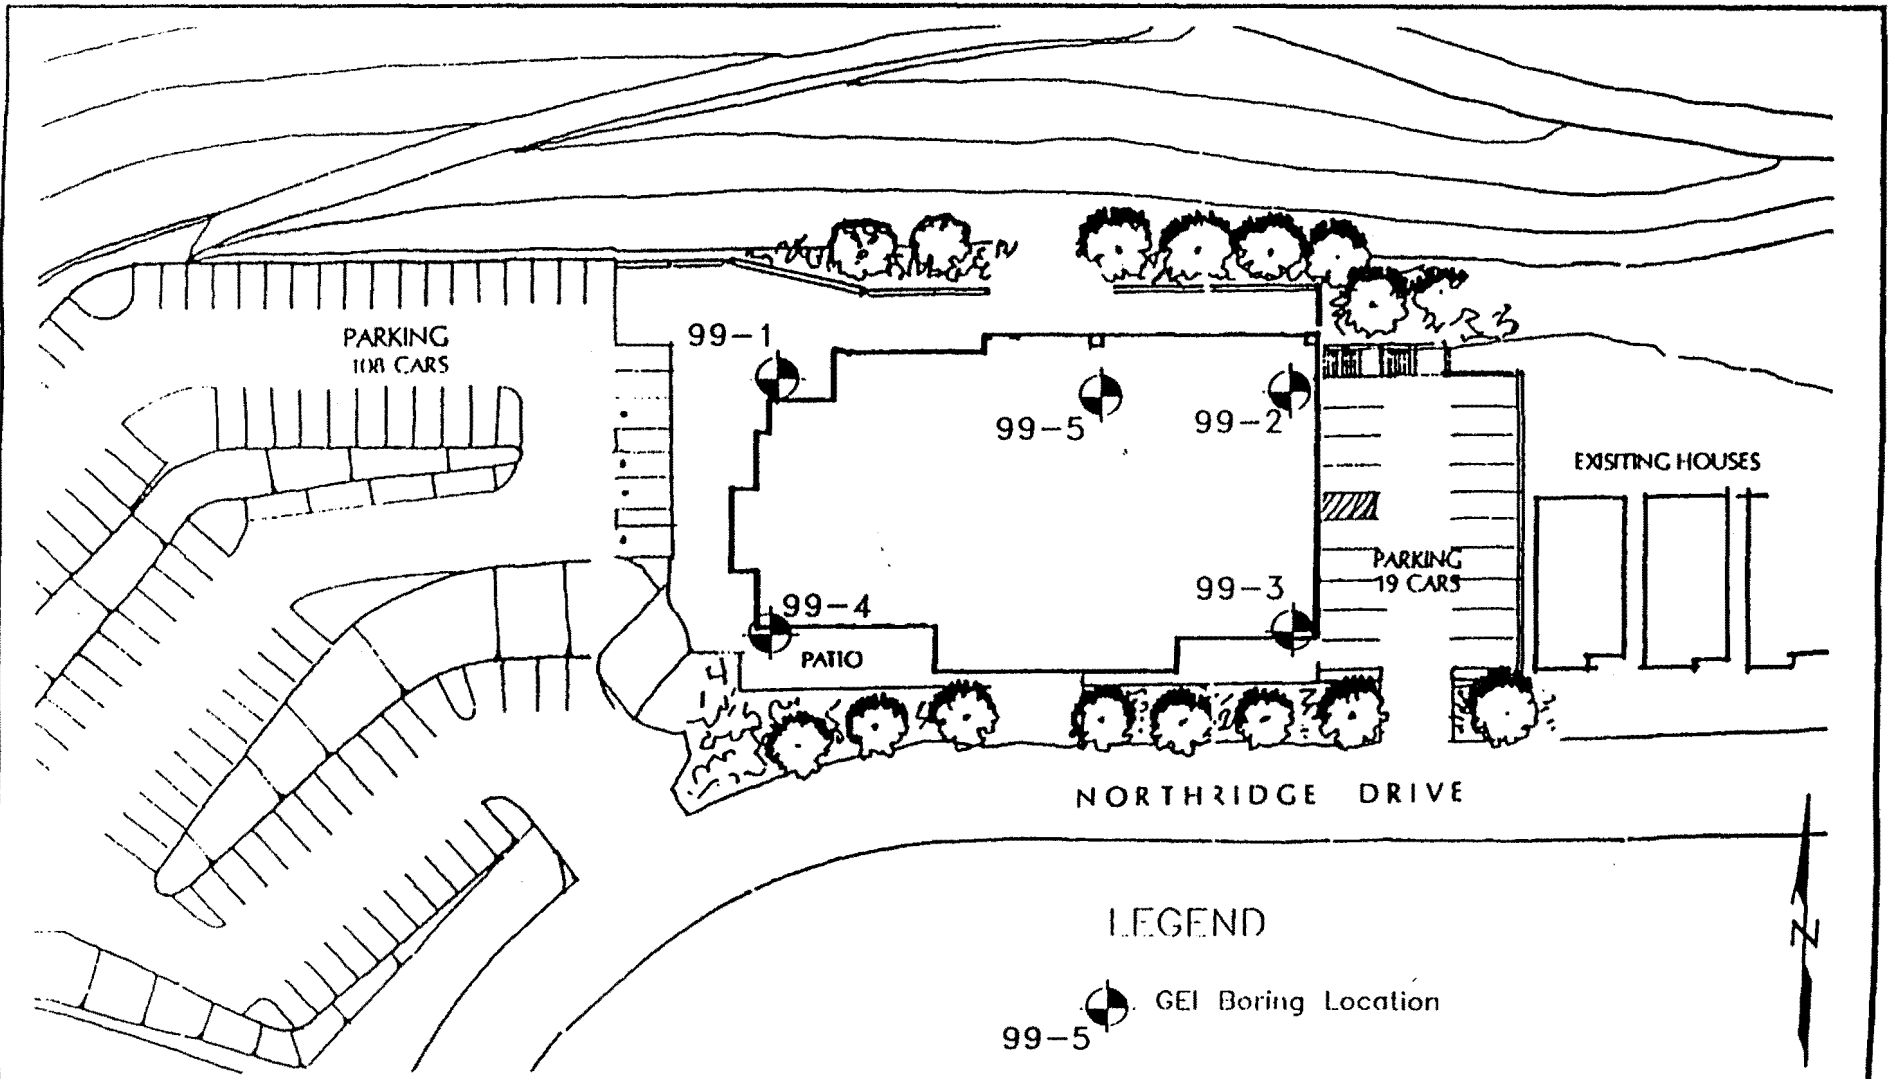 99-1
PARKING
108 CARS
99-5
99-2
EXISITING HOUSES
PARKING
19 CARS
99-3
99-4
PATIO
NORTHRIDGE DRIVE
LEGEND
N
GEI Boring Location
99-5